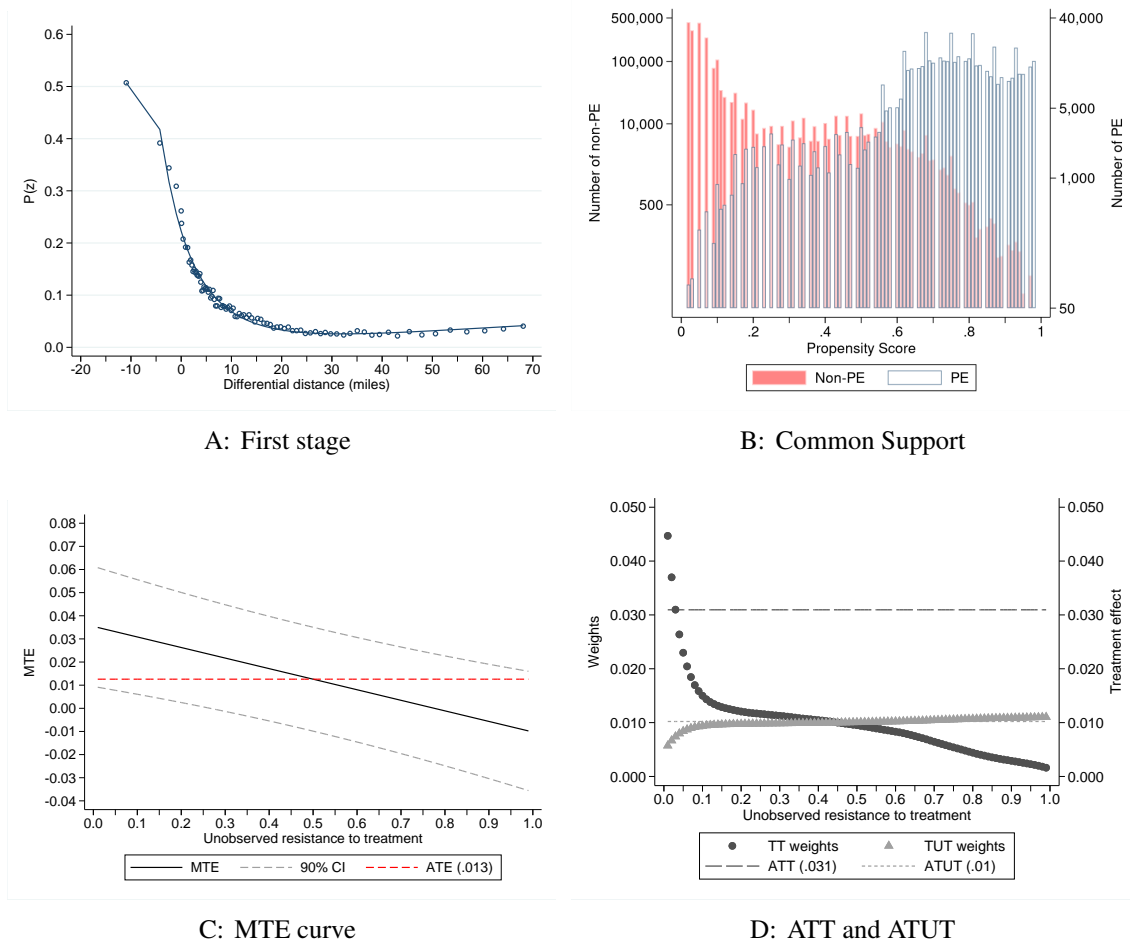 0.6
0.5
0.4
0.3
0.2
0.1
0.0
P(z)
-20 -10 0 10 20 30 40 50 60 70
Differential distance (miles)
A: First stage
500,000
100,000
10,000
500
Number of non-PE
40,000
5,000
1,000
50
Number of PE
0 .2 .4 .6 .8 1
Propensity Score
Non-PE PE
B: Common Support
0.08
0.07
0.06
0.05
0.04
0.03
0.02
0.01
0.00
-0.01
-0.02
-0.03
-0.04
MTE
0.0 0.1 0.2 0.3 0.4 0.5 0.6 0.7 0.8 0.9 1.0
Unobserved resistance to treatment
MTE 90% CI ATE (.013)
C: MTE curve
0.050
0.040
0.030
0.020
0.010
0.000
Weights
0.050
0.040
0.030
0.020
0.010
0.000
Treatment effect
0.0 0.1 0.2 0.3 0.4 0.5 0.6 0.7 0.8 0.9 1.0
Unobserved resistance to treatment
TT weights TUT weights
ATT (.031) ATUT (.01)
D: ATT and ATUT